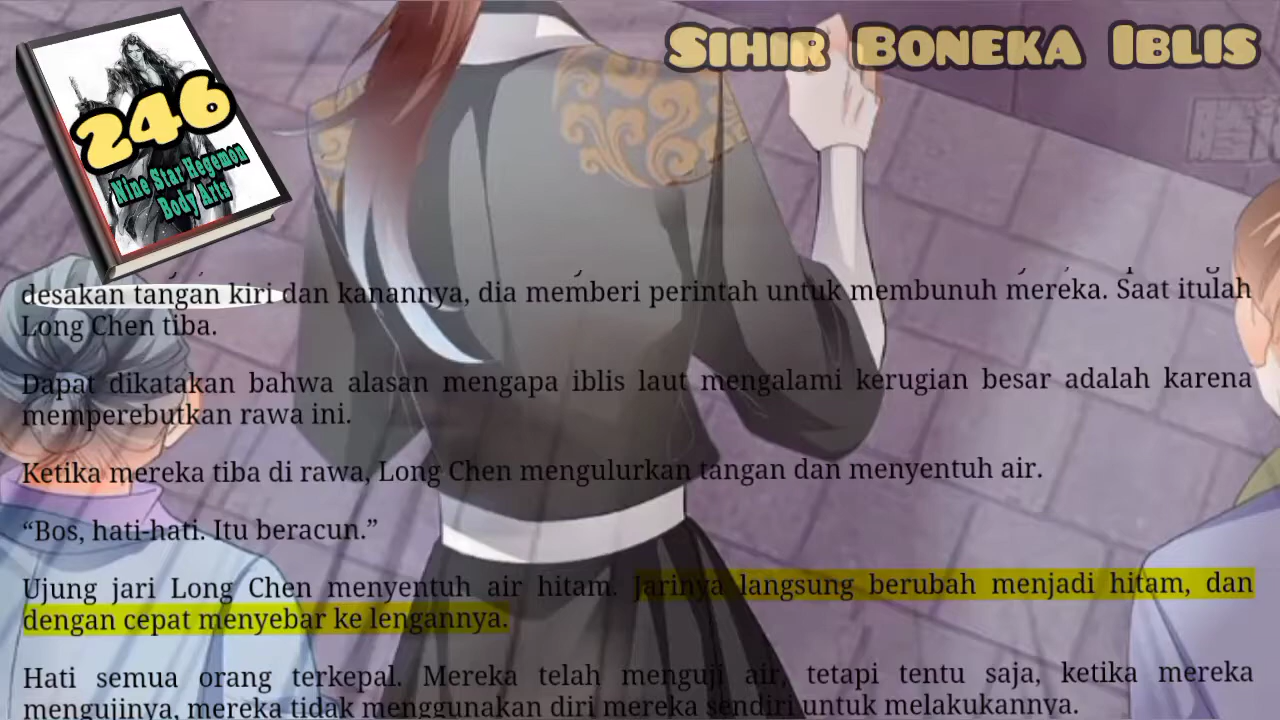 Sihir Boneka Iblis
246
Nine Star Hegemon
Body Arts
desakan tangan kiri dan kanannya, dia memberi perintah untuk membunuh mereka. Saat itulah
Long Chen tiba.
Dapat dikatakan bahwa alasan mengapa iblis laut mengalami kerugian besar adalah karena
memperebutkan rawa ini.
Ketika mereka tiba di rawa, Long Chen mengulurkan tangan dan menyentuh air.
“Bos, hati-hati. Itu beracun.”
Ujung jari Long Chen menyentuh air hitam. Jarinya langsung berubah menjadi hitam, dan
dengan cepat menyebar ke lengannya.
Hati semua orang terkepal. Mereka telah menguji air, tetapi tentu saja, ketika mereka
mengujinya, mereka tidak menggunakan diri mereka sendiri untuk melakukannya.